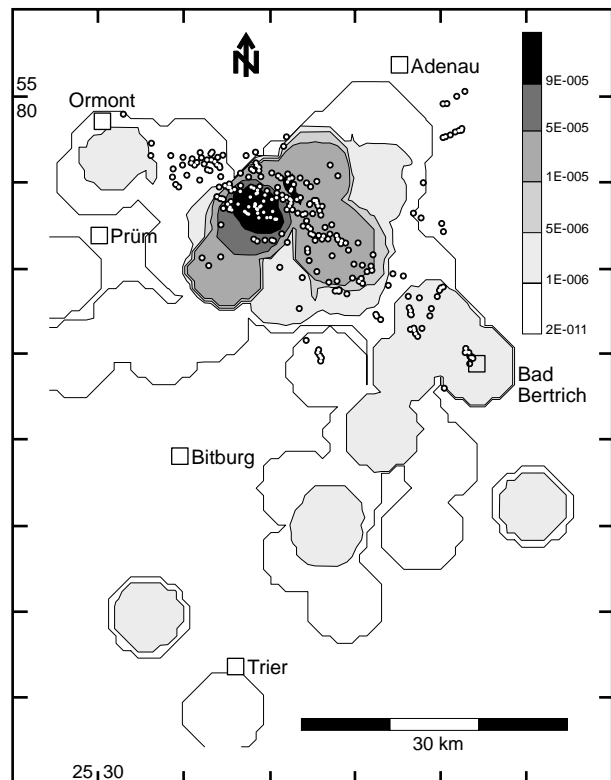 N
55
80
Adenau
Ormont
Prüm
9E-005
5E-005
1E-005
5E-006
1E-006
2E-011
Bad
Bertrich
Bitburg
Trier
30 km
25 30